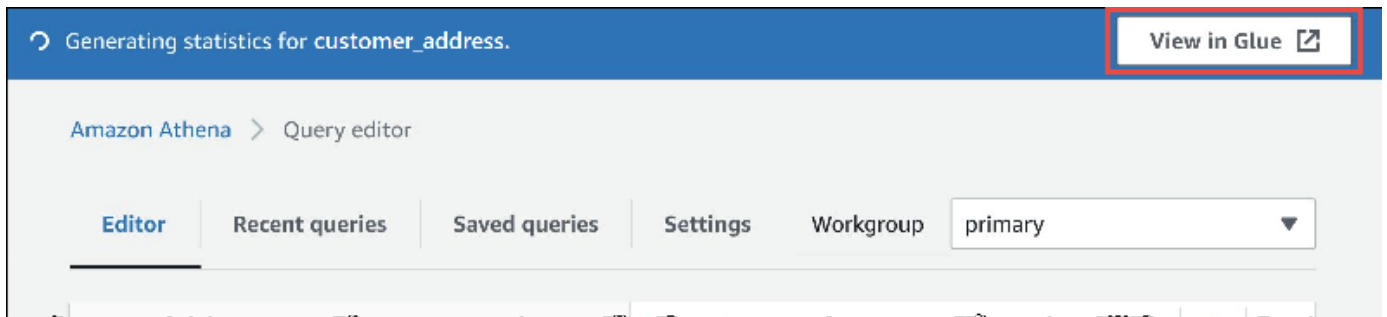 Generating statistics for customer_address.
View in Glue
Amazon Athena > Query editor
Editor Recent queries Saved queries Settings Workgroup primary